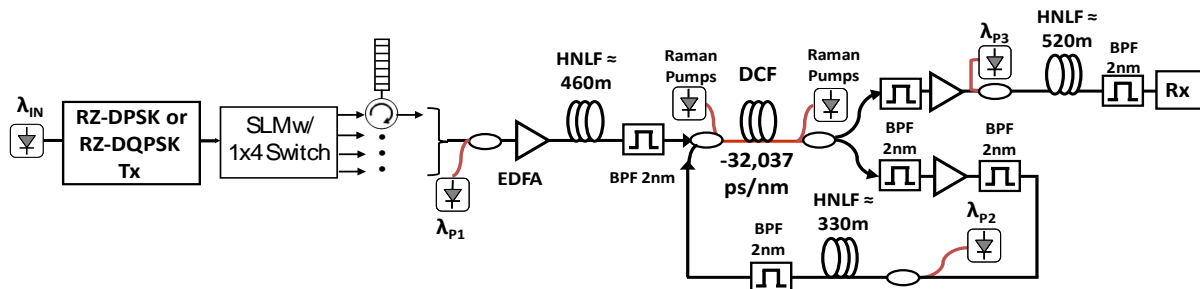 λIN
RZ-DPSK or
RZ-DQPSK
Tx
SLMw/
1x4 Switch
λP1
EDFA
HNLF ≈
460m
BPF 2nm
Raman
Pumps
DCF
-32,037
ps/nm
Raman
Pumps
λP3
HNLF ≈
520m
BPF
2nm
Rx
BPF
2nm
BPF
2nm
HNLF ≈
330m
λP2
BPF
2nm